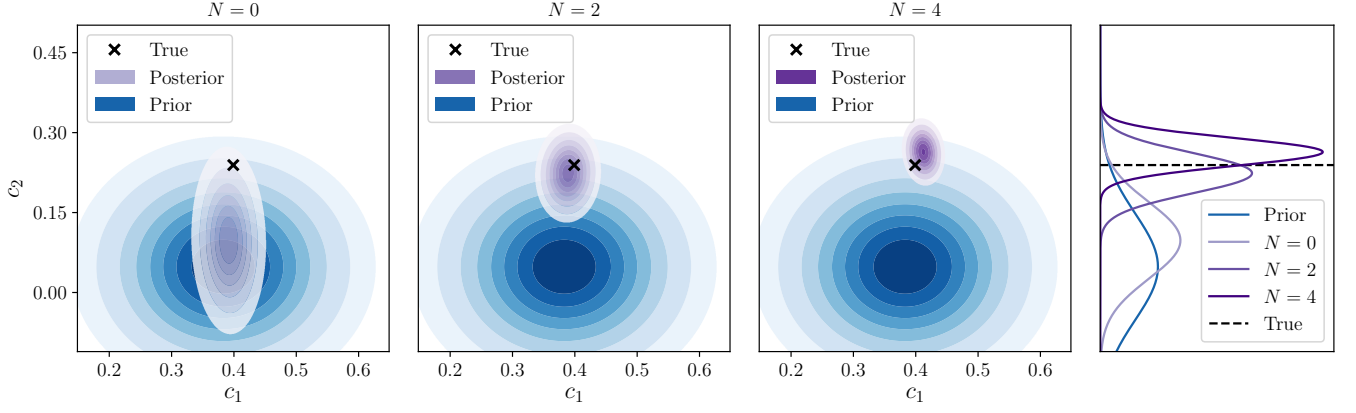 N = 0
N = 2
N = 4
0.45
0.30
0.15
0.00
c₂
True
Posterior
Prior
0.2 0.3 0.4 0.5 0.6
c₁
True
Posterior
Prior
0.2 0.3 0.4 0.5 0.6
c₁
True
Posterior
Prior
0.2 0.3 0.4 0.5 0.6
c₁
Prior
N = 0
N = 2
N = 4
True